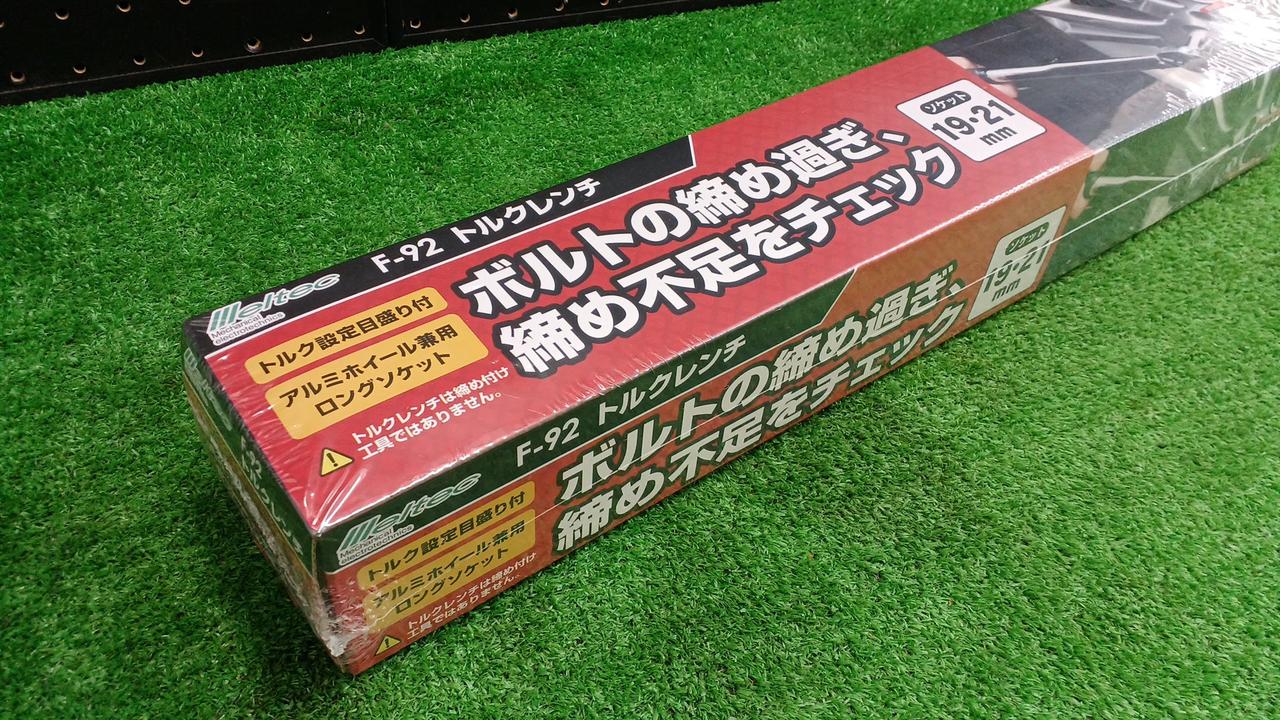 Meltec
Mechanical
electrotechnics
F-92 トルクレンチ
トルク設定目盛り付
アルミホイール兼用
ロングソケット
トルクレンチは締め付け
工具ではありません。
ボルトの締め過ぎ、
締め不足をチェック
ソケット
19・21
mm
Meltec
Mechanical
electrotechnics
F-92 トルクレンチ
トルク設定目盛り付
アルミホイール兼用
ロングソケット
トルクレンチは締め付け
工具ではありません。
ボルトの締め過ぎ、
締め不足をチェック
ソケット
19・21
mm